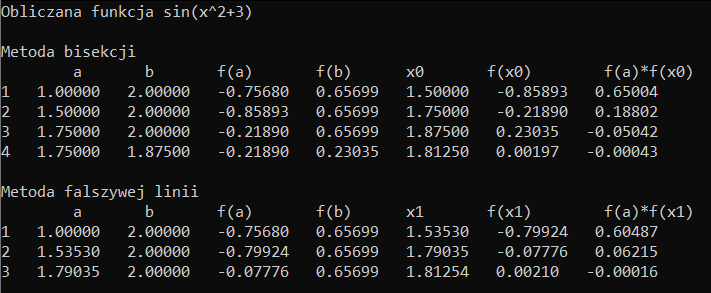 Obliczana funkcja sin(x^2+3)
Metoda bisekcji
a b f(a) f(b) x0 f(x0) f(a)*f(x0)
1 1.00000 2.00000 -0.75680 0.65699 1.50000 -0.85893 0.65004
2 1.50000 2.00000 -0.85893 0.65699 1.75000 -0.21890 0.18802
3 1.75000 2.00000 -0.21890 0.65699 1.87500 0.23035 -0.05042
4 1.75000 1.87500 -0.21890 0.23035 1.81250 0.00197 -0.00043
Metoda falszywej linii
a b f(a) f(b) x1 f(x1) f(a)*f(x1)
1 1.00000 2.00000 -0.75680 0.65699 1.53530 -0.79924 0.60487
2 1.53530 2.00000 -0.79924 0.65699 1.79035 -0.07776 0.06215
3 1.79035 2.00000 -0.07776 0.65699 1.81254 0.00210 -0.00016